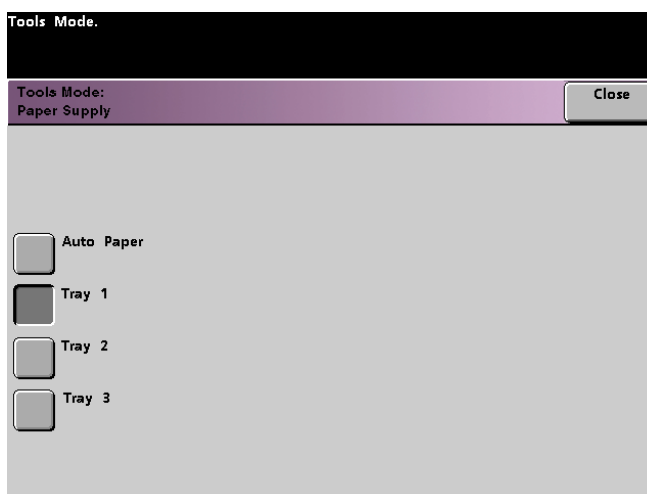 Tools Mode.
Tools Mode:
Paper Supply
Close
Auto Paper
Tray 1
Tray 2
Tray 3